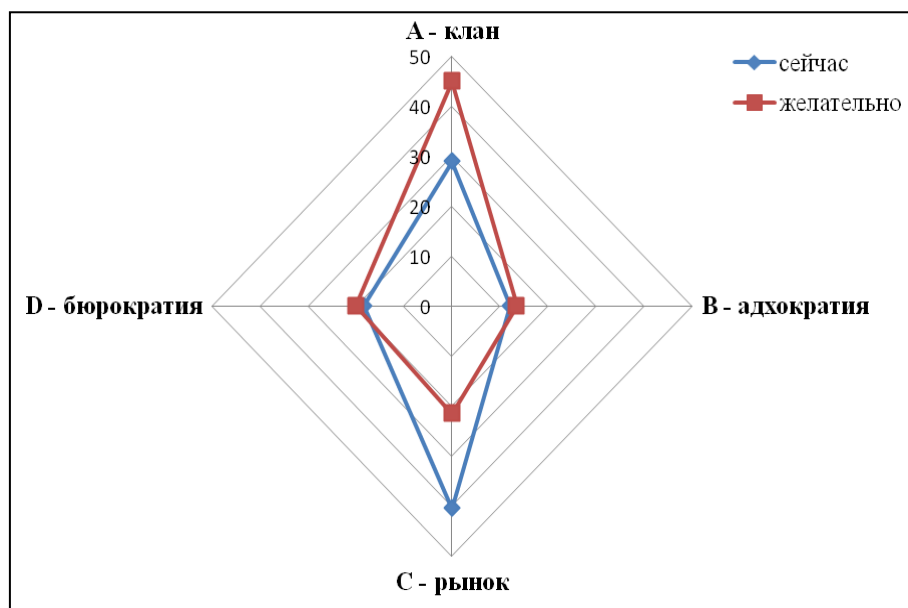 А - клан
50
40
30
20
10
0
сейчас
желательно
D - бюрократия
В - адхократия
С - рынок